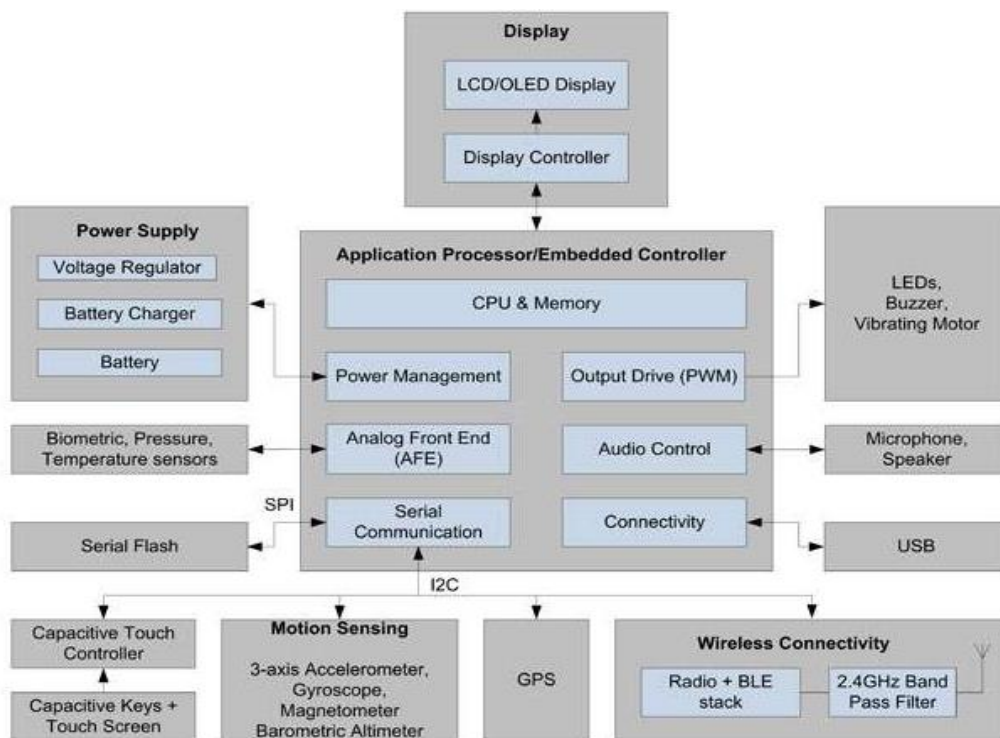 Display
LCD/OLED Display
Display Controller
Power Supply
Voltage Regulator
Battery Charger
Battery
Application Processor/Embedded Controller
CPU & Memory
Power Management
Output Drive (PWM)
LEDs,
Buzzer,
Vibrating Motor
Biometric, Pressure,
Temperature sensors
Analog Front End
(AFE)
Audio Control
Microphone,
Speaker
SPI
Serial Flash
Serial
Communication
Connectivity
USB
I2C
Capacitive Touch
Controller
Capacitive Keys +
Touch Screen
Motion Sensing
3-axis Accelerometer,
Gyroscope,
Magnetometer
Barometric Altimeter
GPS
Wireless Connectivity
Radio + BLE
stack
2.4GHz Band
Pass Filter